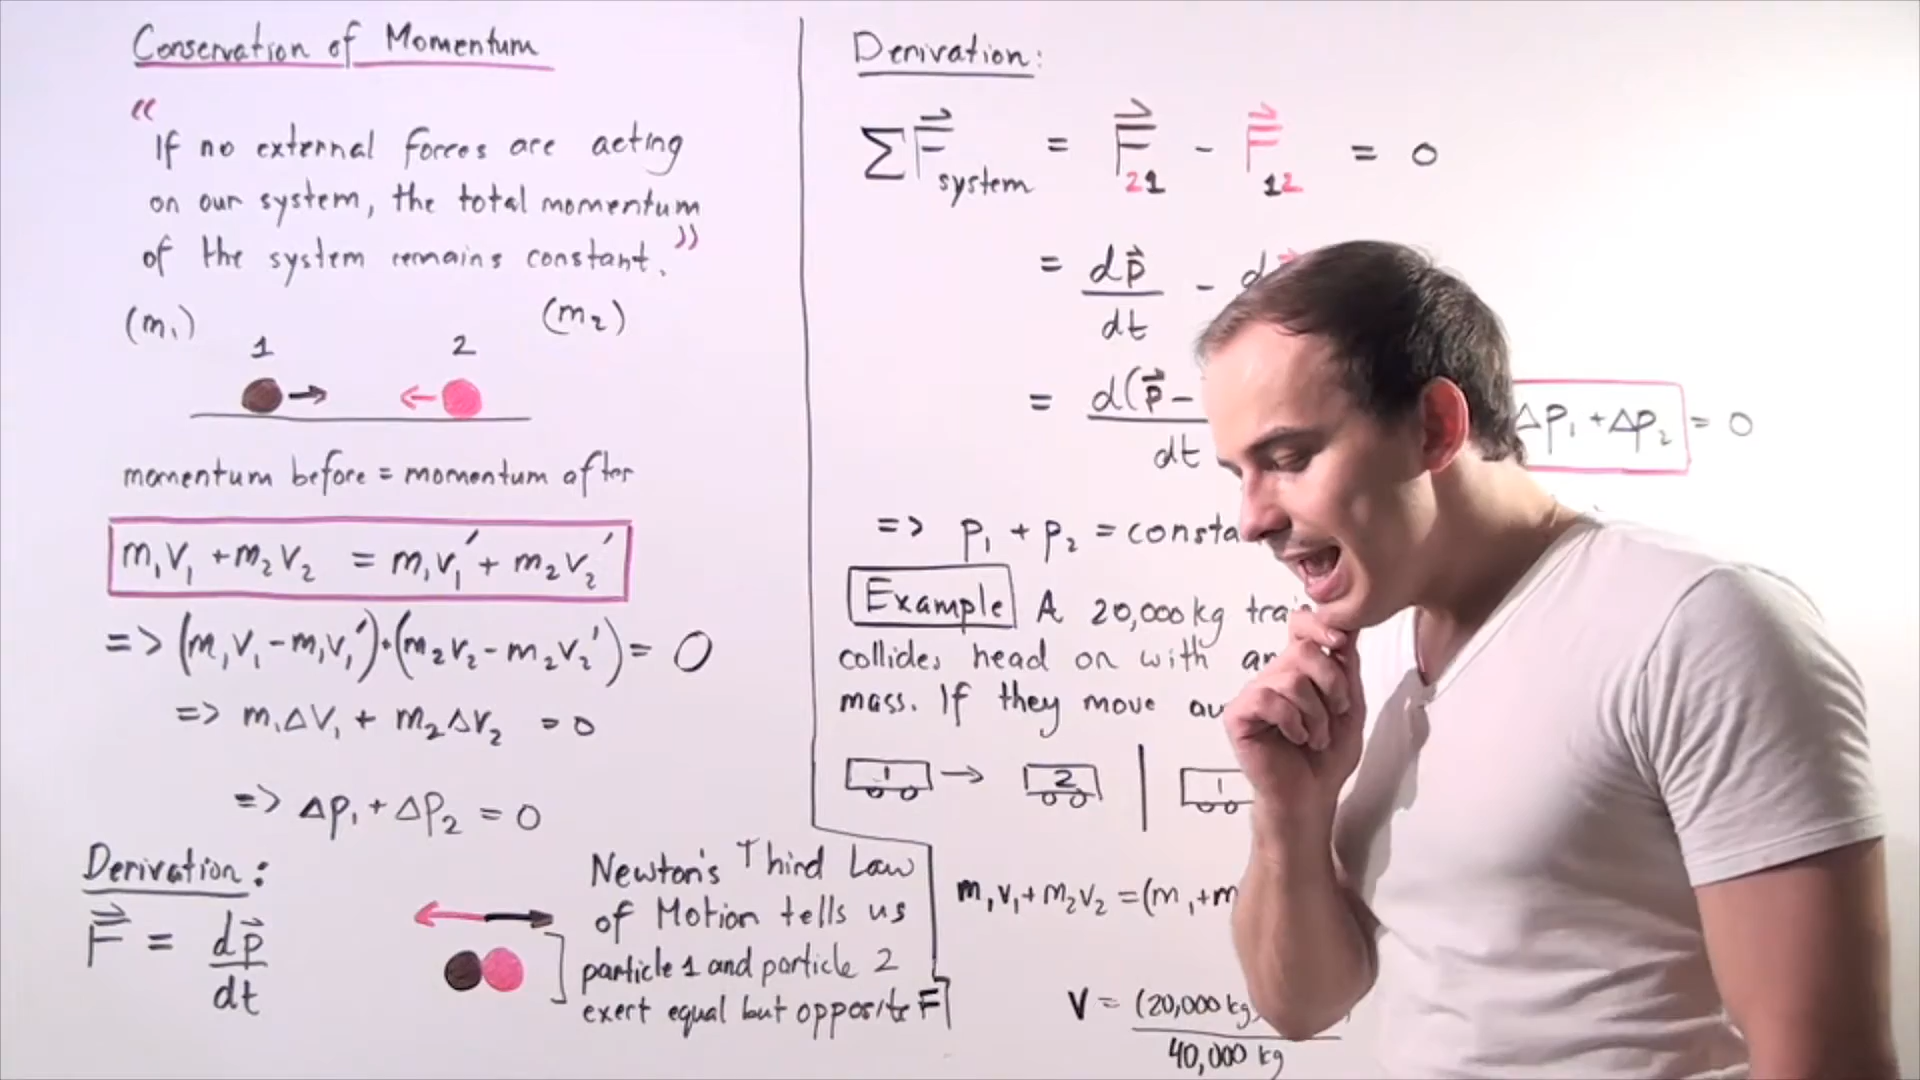 Conservation of Momentum
“
If no external forces are acting
on our system, the total momentum
of the system remains constant.”
(m₁) (m₂)
1 2
momentum before = momentum after
m₁v₁ + m₂v₂ = m₁v₁′ + m₂v₂′
=> (m₁v₁ - m₁v₁′) + (m₂v₂ - m₂v₂′) = 0
=> m₁Δv₁ + m₂Δv₂ = 0
=> Δp₁ + Δp₂ = 0
Derivation:
F⃗ = dp⃗/dt
Newton's Third Law
of Motion tells us
particle 1 and particle 2
exert equal but opposite F
Derivation:
ΣF⃗system = F⃗21 - F⃗12 = 0
= dp⃗/dt - d
= d(p⃗ - dt Δp₁ + Δp₂ = 0
=> p₁ + p₂ =
Example A 20,000 kg
collides head on with
mass. If they move
1 2 1
m₁v₁ + m₂v₂ = (m₁ + m
v = (20,000 kg
40,000 kg